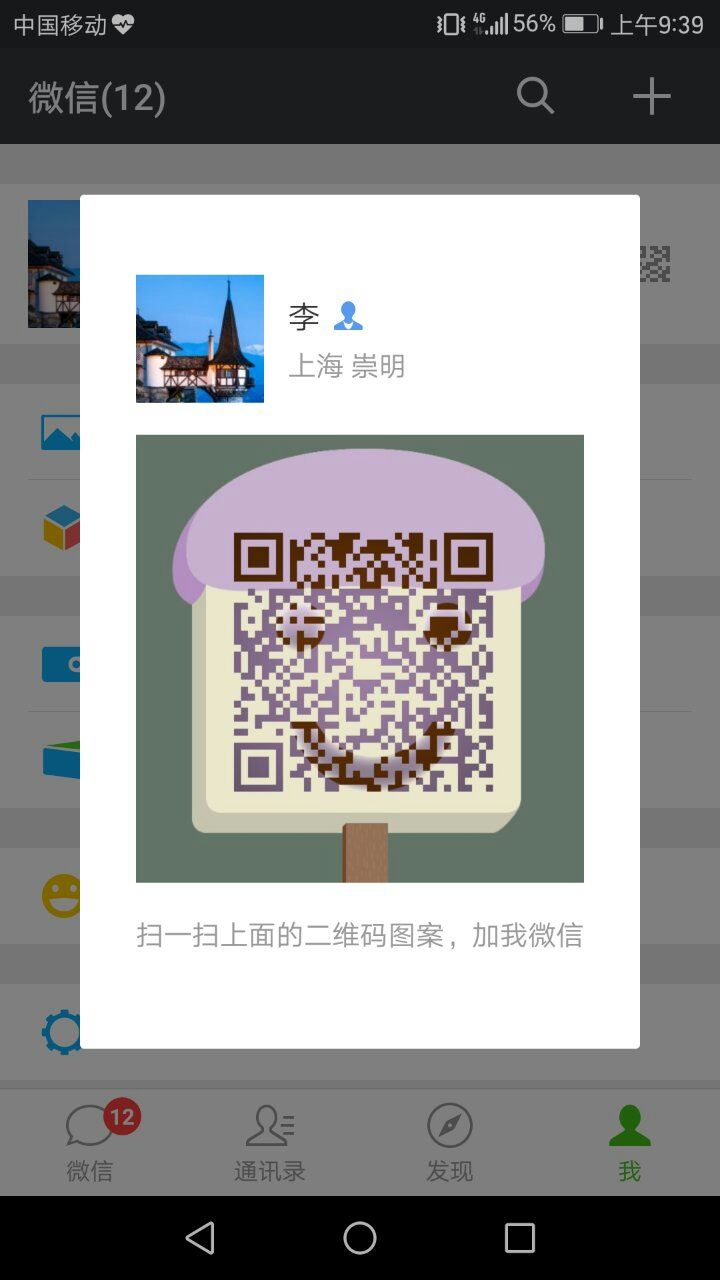 中国移动 4G 56% 上午9:39
微信(12)
李
上海 崇明
扫一扫上面的二维码图案，加我微信
12
微信 通讯录 发现 我